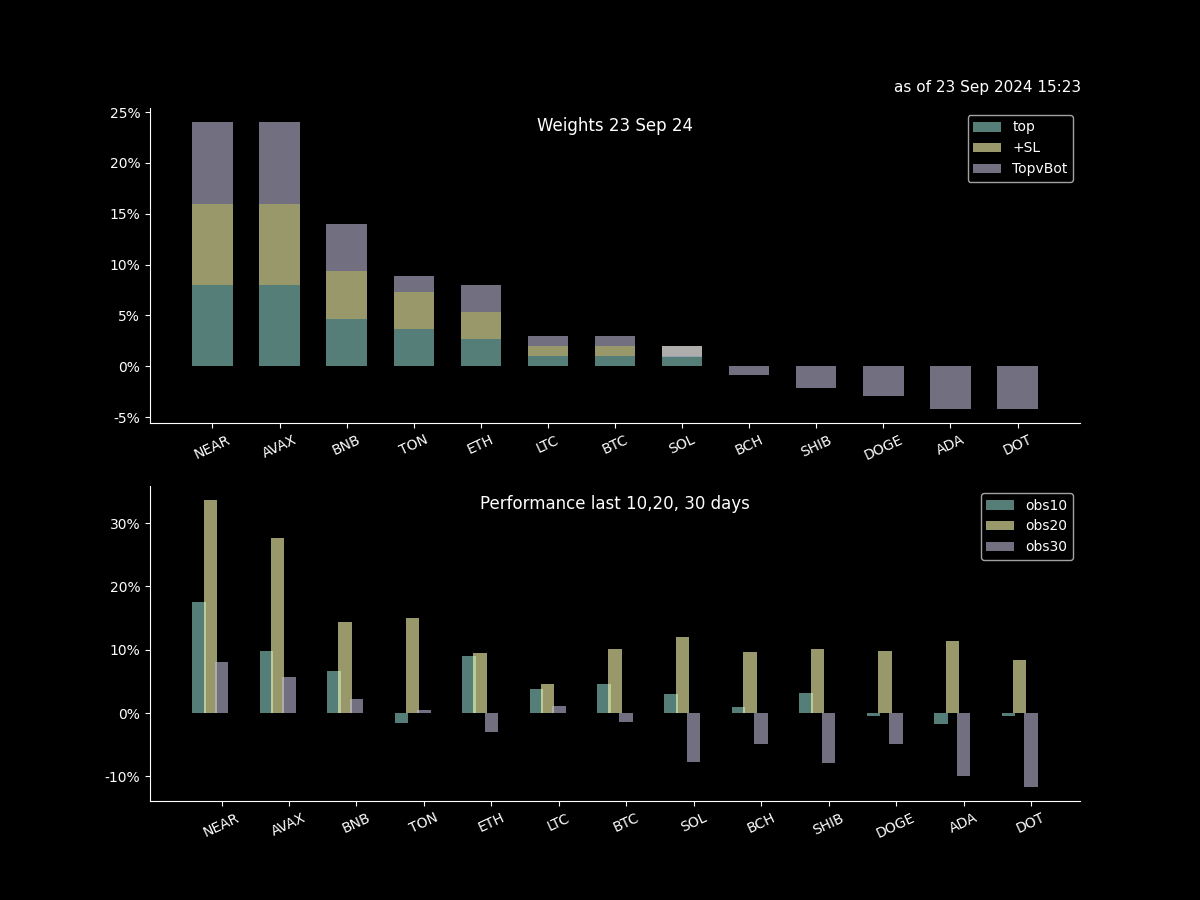 as of 23 Sep 2024 15:23
Weights 23 Sep 24
top
+SL
TopvBot
25%
20%
15%
10%
5%
0%
-5%
NEAR AVAX BNB TON ETH LTC BTC SOL BCH SHIB DOGE ADA DOT
Performance last 10,20, 30 days
obs10
obs20
obs30
30%
20%
10%
0%
-10%
NEAR AVAX BNB TON ETH LTC BTC SOL BCH SHIB DOGE ADA DOT